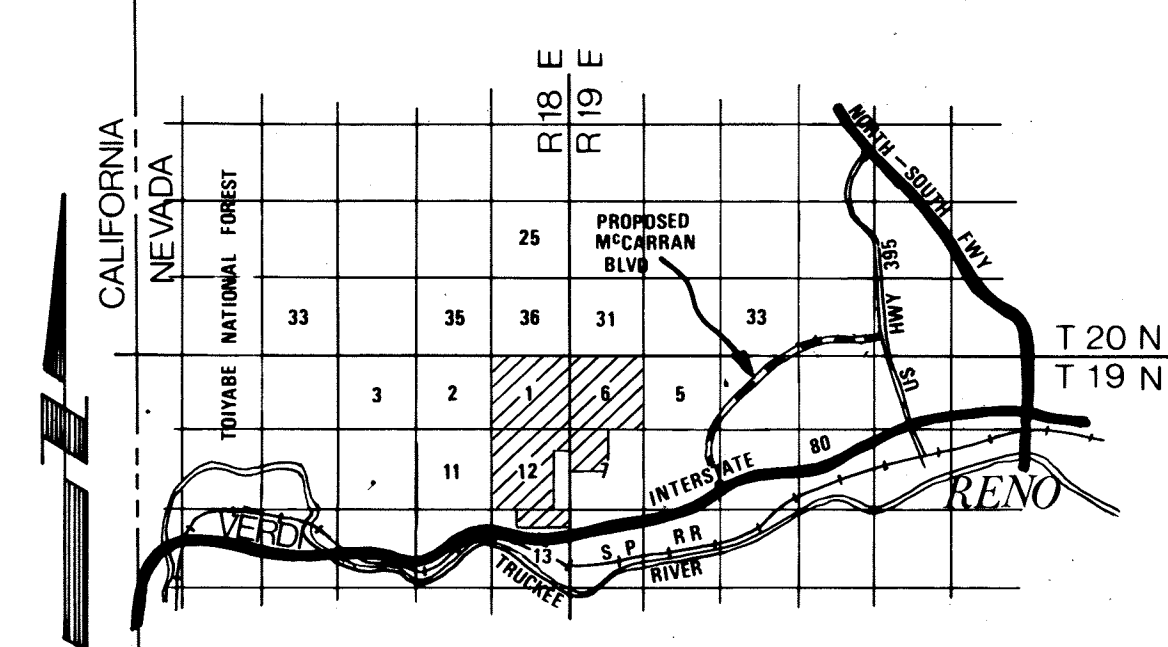 R 18 E
R 19 E
CALIFORNIA
NEVADA
TOIYABE NATIONAL FOREST
NORTH-SOUTH FWY
PROPOSED
McCARRAN
BLVD
25
US HWY 395
33
35
36
31
33
T 20 N
T 19 N
3
2
1
6
5
11
12
7
INTERSTATE 80
RENO
VERDI
13
S P RR
TRUCKEE RIVER